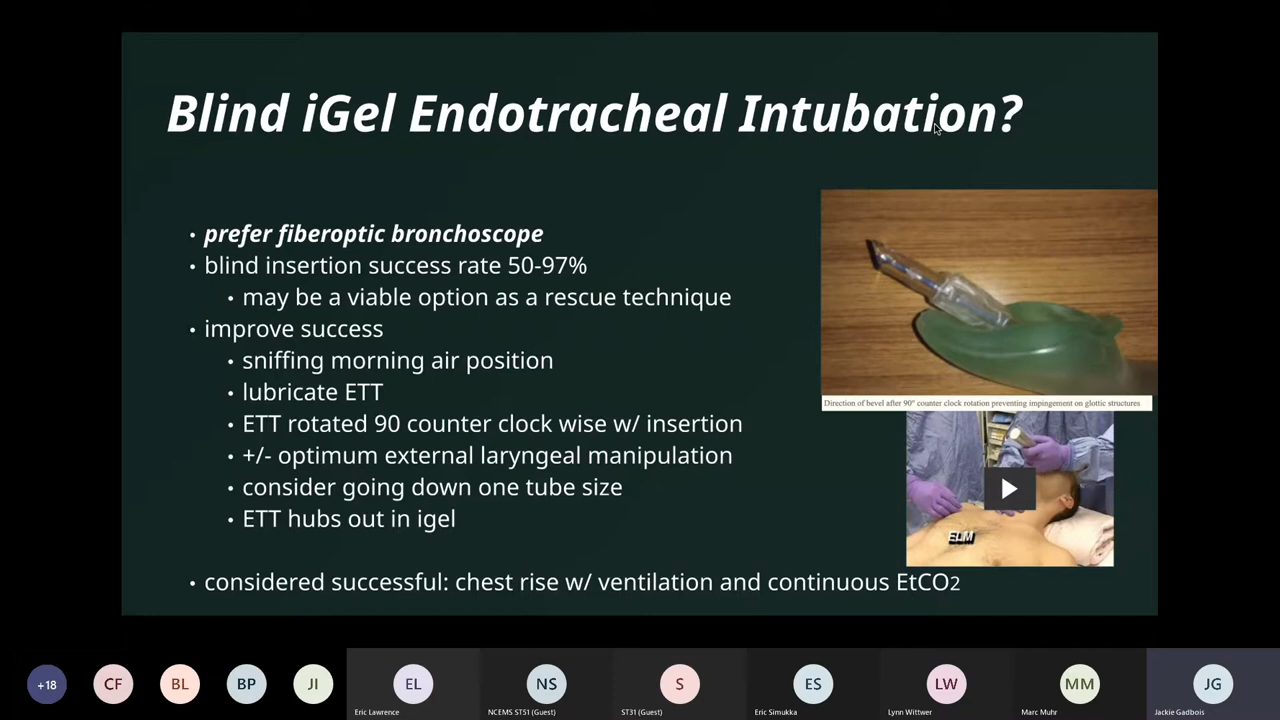 Blind iGel Endotracheal Intubation?
• prefer fiberoptic bronchoscope
• blind insertion success rate 50-97%
• may be a viable option as a rescue technique
• improve success
• sniffing morning air position
• lubricate ETT
• ETT rotated 90 counter clock wise w/ insertion
• +/- optimum external laryngeal manipulation
• consider going down one tube size
• ETT hubs out in igel
• considered successful: chest rise w/ ventilation and continuous EtCO2
Direction of bevel after 90° counter clock rotation preventing impingement on glottic structures
ELM
+18
CF
BL
BP
JI
EL
Eric Lawrence
NS
NCEMS ST51 (Guest)
S
ST31 (Guest)
ES
Eric Simukka
LW
Lynn Wittwer
MM
Marc Muhr
JG
Jackie Gadbois